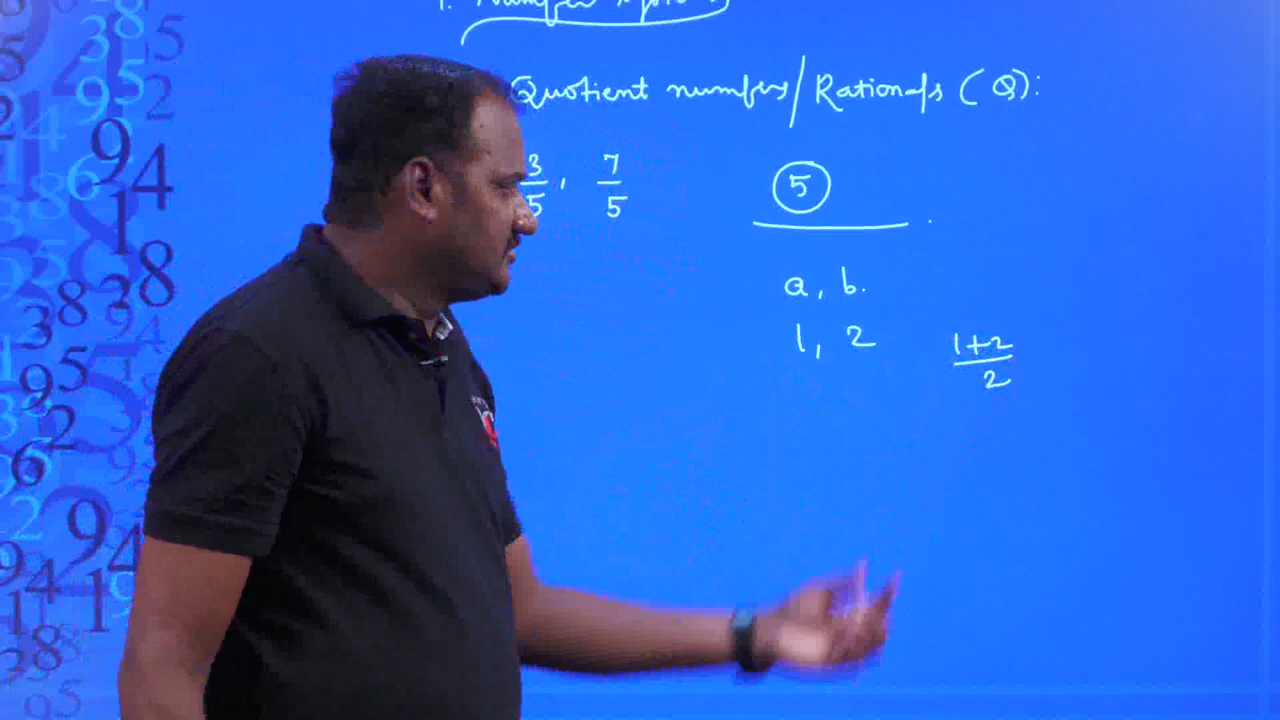 Quotient numbers/Rationals (Q):
3/5, 7/5
5
a, b.
1, 2
1+2/2